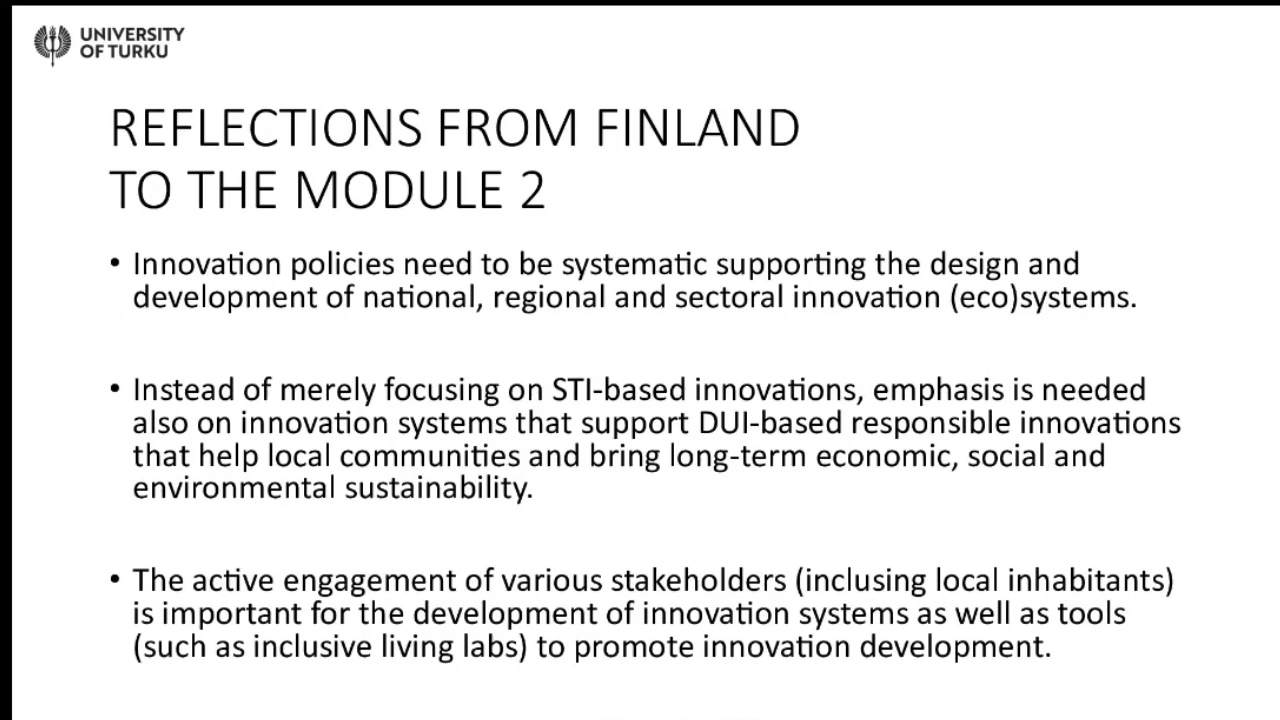 UNIVERSITY
OF TURKU
REFLECTIONS FROM FINLAND
TO THE MODULE 2
• Innovation policies need to be systematic supporting the design and
development of national, regional and sectoral innovation (eco)systems.
• Instead of merely focusing on STI-based innovations, emphasis is needed
also on innovation systems that support DUI-based responsible innovations
that help local communities and bring long-term economic, social and
environmental sustainability.
• The active engagement of various stakeholders (inclusing local inhabitants)
is important for the development of innovation systems as well as tools
(such as inclusive living labs) to promote innovation development.